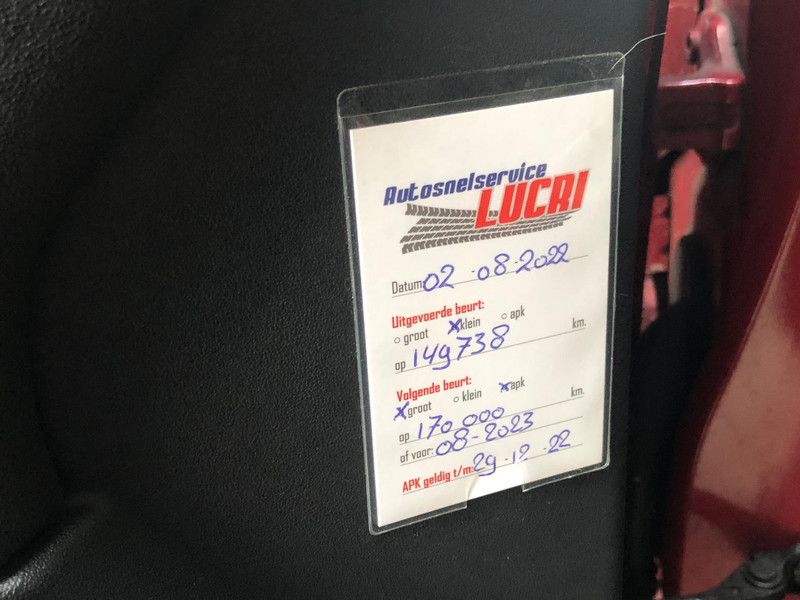 Autosnelservice
LUCRI
Datum: 02-08-2022
Uitgevoerde beurt:
o groot x klein o apk
op 149738 km.
Volgende beurt:
x groot o klein x apk
op 170 000 km.
of voor: 08-2023
APK geldig t/m: 29-12-22